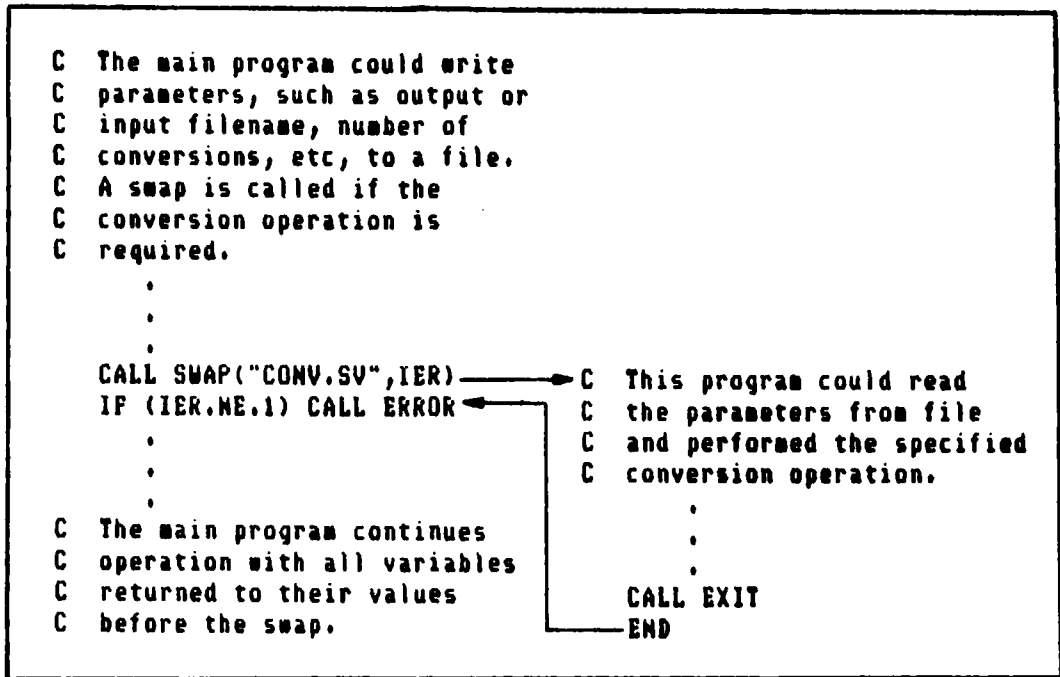 C  The main program could write
C  parameters, such as output or
C  input filename, number of
C  conversions, etc, to a file.
C  A swap is called if the
C  conversion operation is
C  required.
.
.
.
CALL SWAP("CONV.SV",IER)
IF (IER.NE.1) CALL ERROR
.
.
.
C  The main program continues
C  operation with all variables
C  returned to their values
C  before the swap.
C  This program could read
C  the parameters from file
C  and performed the specified
C  conversion operation.
.
.
.
CALL EXIT
END